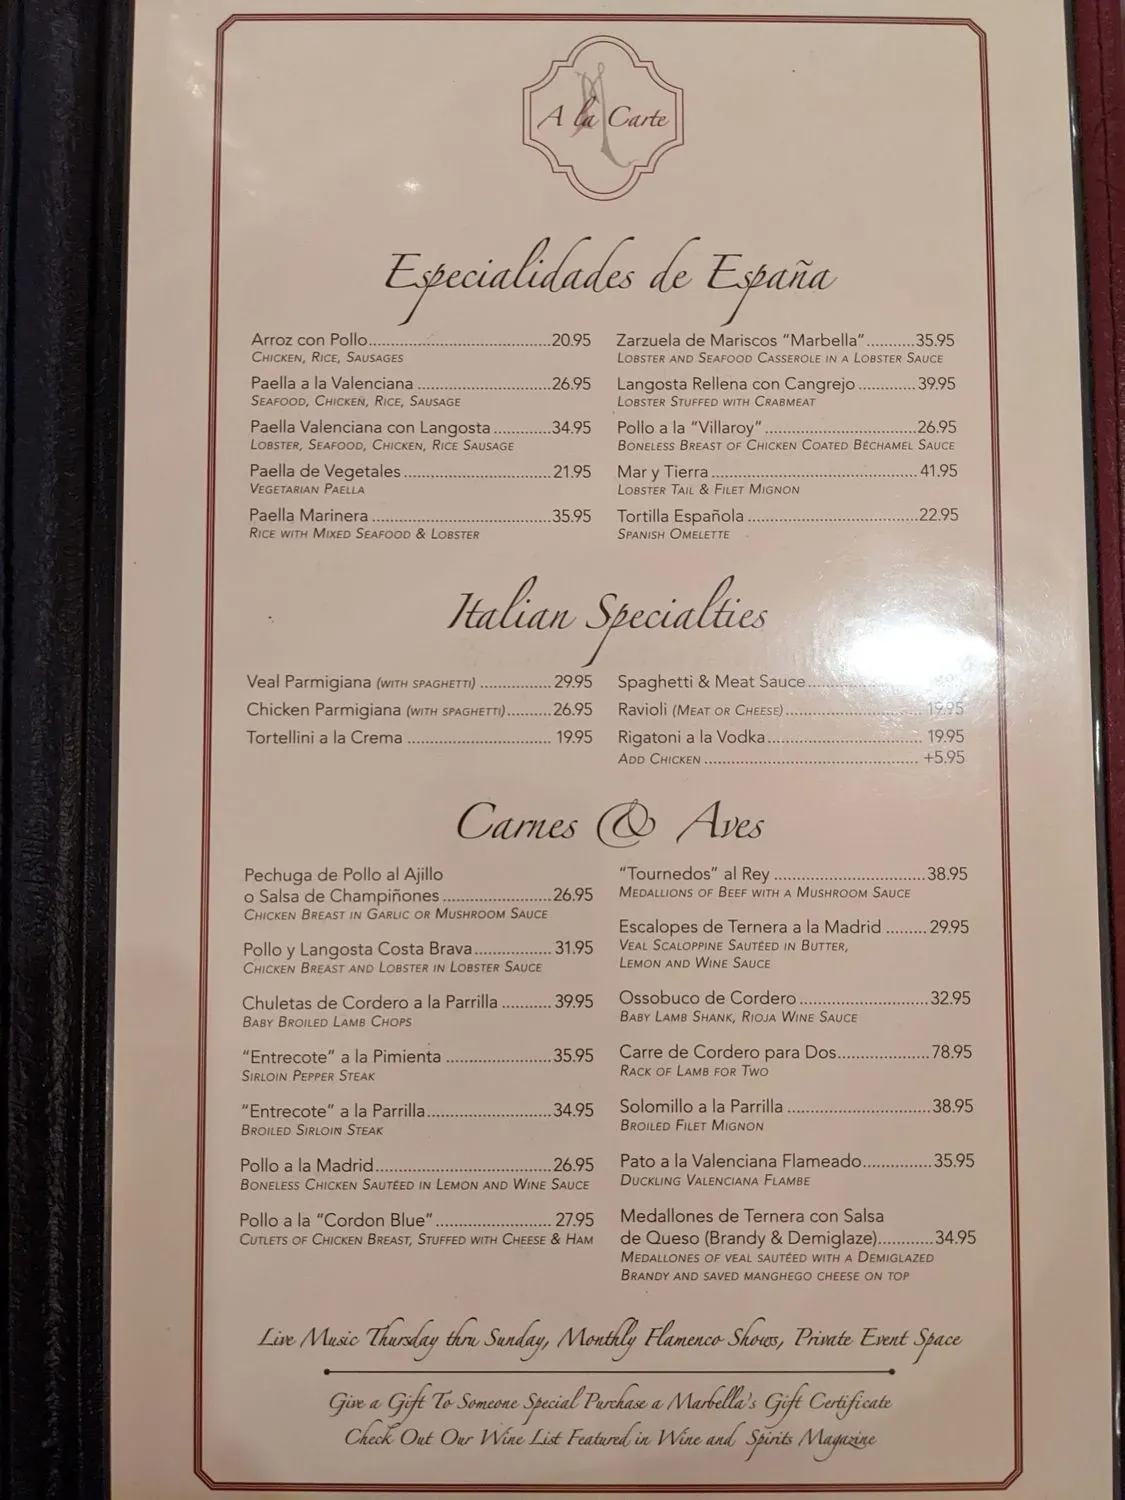 A la Carte
Especialidades de España
Arroz con Pollo..........20.95
Chicken, Rice, Sausages
Paella a la Valenciana..........26.95
Seafood, Chicken, Rice, Sausage
Paella Valenciana con Langosta..........34.95
Lobster, Seafood, Chicken, Rice Sausage
Paella de Vegetales..........21.95
Vegetarian Paella
Paella Marinera..........35.95
Rice with Mixed Seafood & Lobster
Zarzuela de Mariscos "Marbella"..........35.95
Lobster and Seafood Casserole in a Lobster Sauce
Langosta Rellena con Cangrejo..........39.95
Lobster Stuffed with Crabmeat
Pollo a la "Villaroy"..........26.95
Boneless Breast of Chicken Coated Béchamel Sauce
Mar y Tierra..........41.95
Lobster Tail & Filet Mignon
Tortilla Española..........22.95
Spanish Omelette
Italian Specialties
Veal Parmigiana (with spaghetti)..........29.95
Chicken Parmigiana (with spaghetti)..........26.95
Tortellini a la Crema..........19.95
Spaghetti & Meat Sauce..........
Ravioli (Meat or Cheese)..........19.95
Rigatoni a la Vodka..........19.95
Add Chicken..........+5.95
Carnes & Aves
Pechuga de Pollo al Ajillo
o Salsa de Champiñones..........26.95
Chicken Breast in Garlic or Mushroom Sauce
Pollo y Langosta Costa Brava..........31.95
Chicken Breast and Lobster in Lobster Sauce
Chuletas de Cordero a la Parrilla..........39.95
Baby Broiled Lamb Chops
"Entrecote" a la Pimienta..........35.95
Sirloin Pepper Steak
"Entrecote" a la Parrilla..........34.95
Broiled Sirloin Steak
Pollo a la Madrid..........26.95
Boneless Chicken Sautéed in Lemon and Wine Sauce
Pollo a la "Cordon Blue"..........27.95
Cutlets of Chicken Breast, Stuffed with Cheese & Ham
"Tournedos" al Rey..........38.95
Medallions of Beef with a Mushroom Sauce
Escalopes de Ternera a la Madrid..........29.95
Veal Scaloppine Sautéed in Butter,
Lemon and Wine Sauce
Ossobuco de Cordero..........32.95
Baby Lamb Shank, Rioja Wine Sauce
Carre de Cordero para Dos..........78.95
Rack of Lamb for Two
Solomillo a la Parrilla..........38.95
Broiled Filet Mignon
Pato a la Valenciana Flameado..........35.95
Duckling Valenciana Flambe
Medallones de Ternera con Salsa
de Queso (Brandy & Demiglaze)..........34.95
Medallones of veal sautéed with a Demiglazed
Brandy and saved manghego cheese on top
Live Music Thursday thru Sunday, Monthly Flamenco Shows, Private Event Space
Give a Gift To Someone Special Purchase a Marbella's Gift Certificate
Check Out Our Wine List Featured in Wine and Spirits Magazine